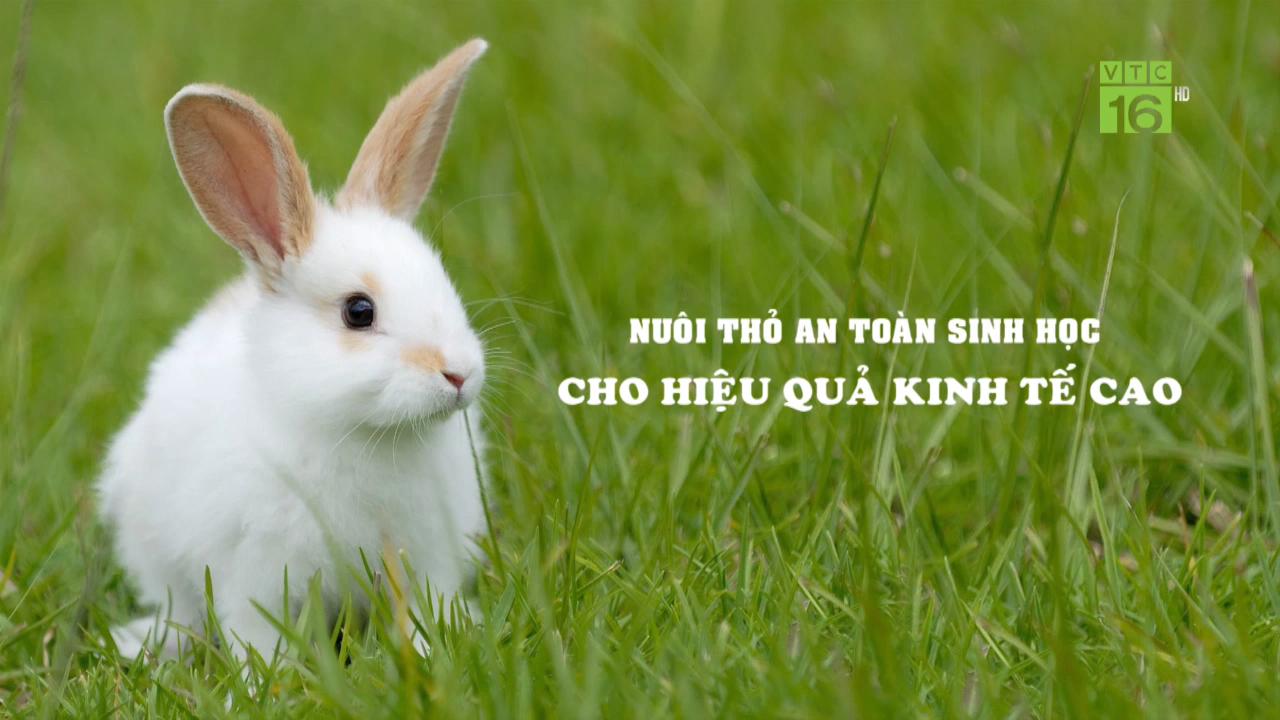 VTC
16 HD
NUÔI THỎ AN TOÀN SINH HỌC
CHO HIỆU QUẢ KINH TẾ CAO